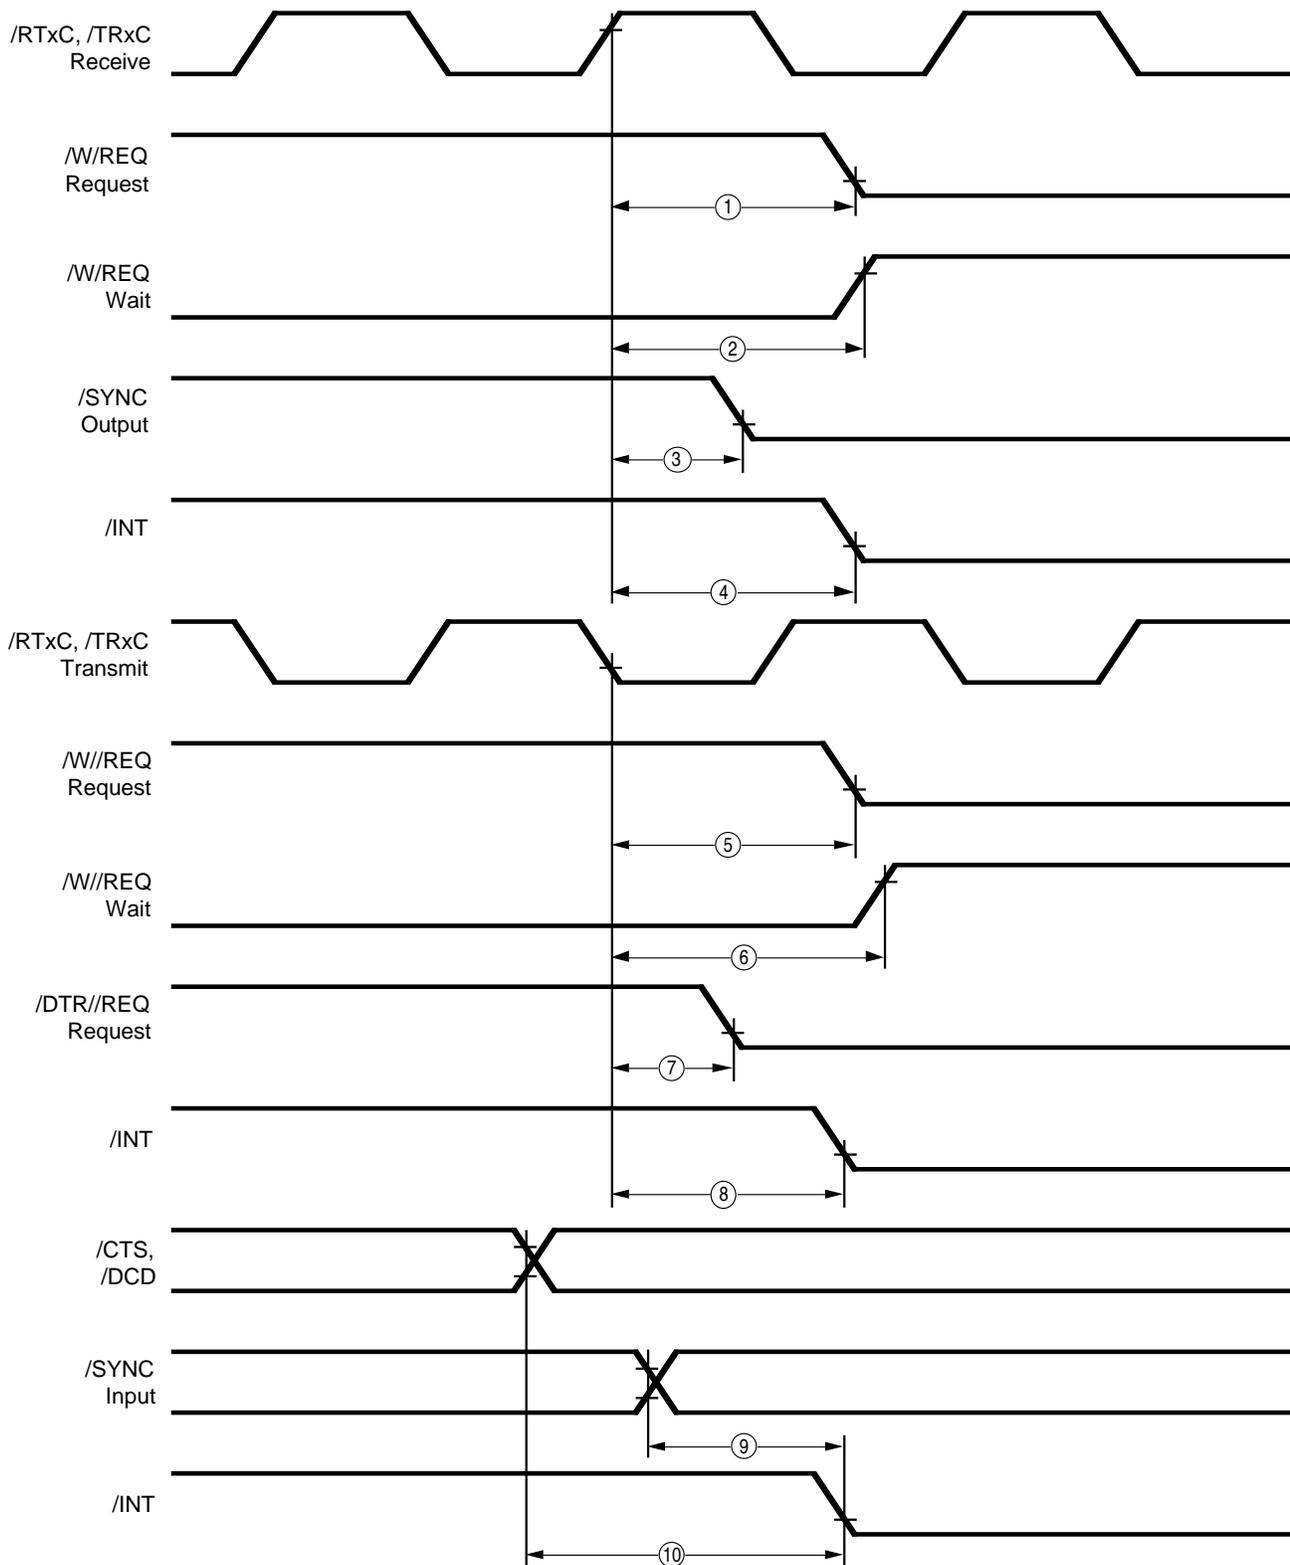 /RTxC, /TRxC
Receive
/W/REQ
Request
1
/W/REQ
Wait
2
/SYNC
Output
3
/INT
4
/RTxC, /TRxC
Transmit
/W//REQ
Request
5
/W//REQ
Wait
6
/DTR//REQ
Request
7
/INT
8
/CTS,
/DCD
/SYNC
Input
9
/INT
10